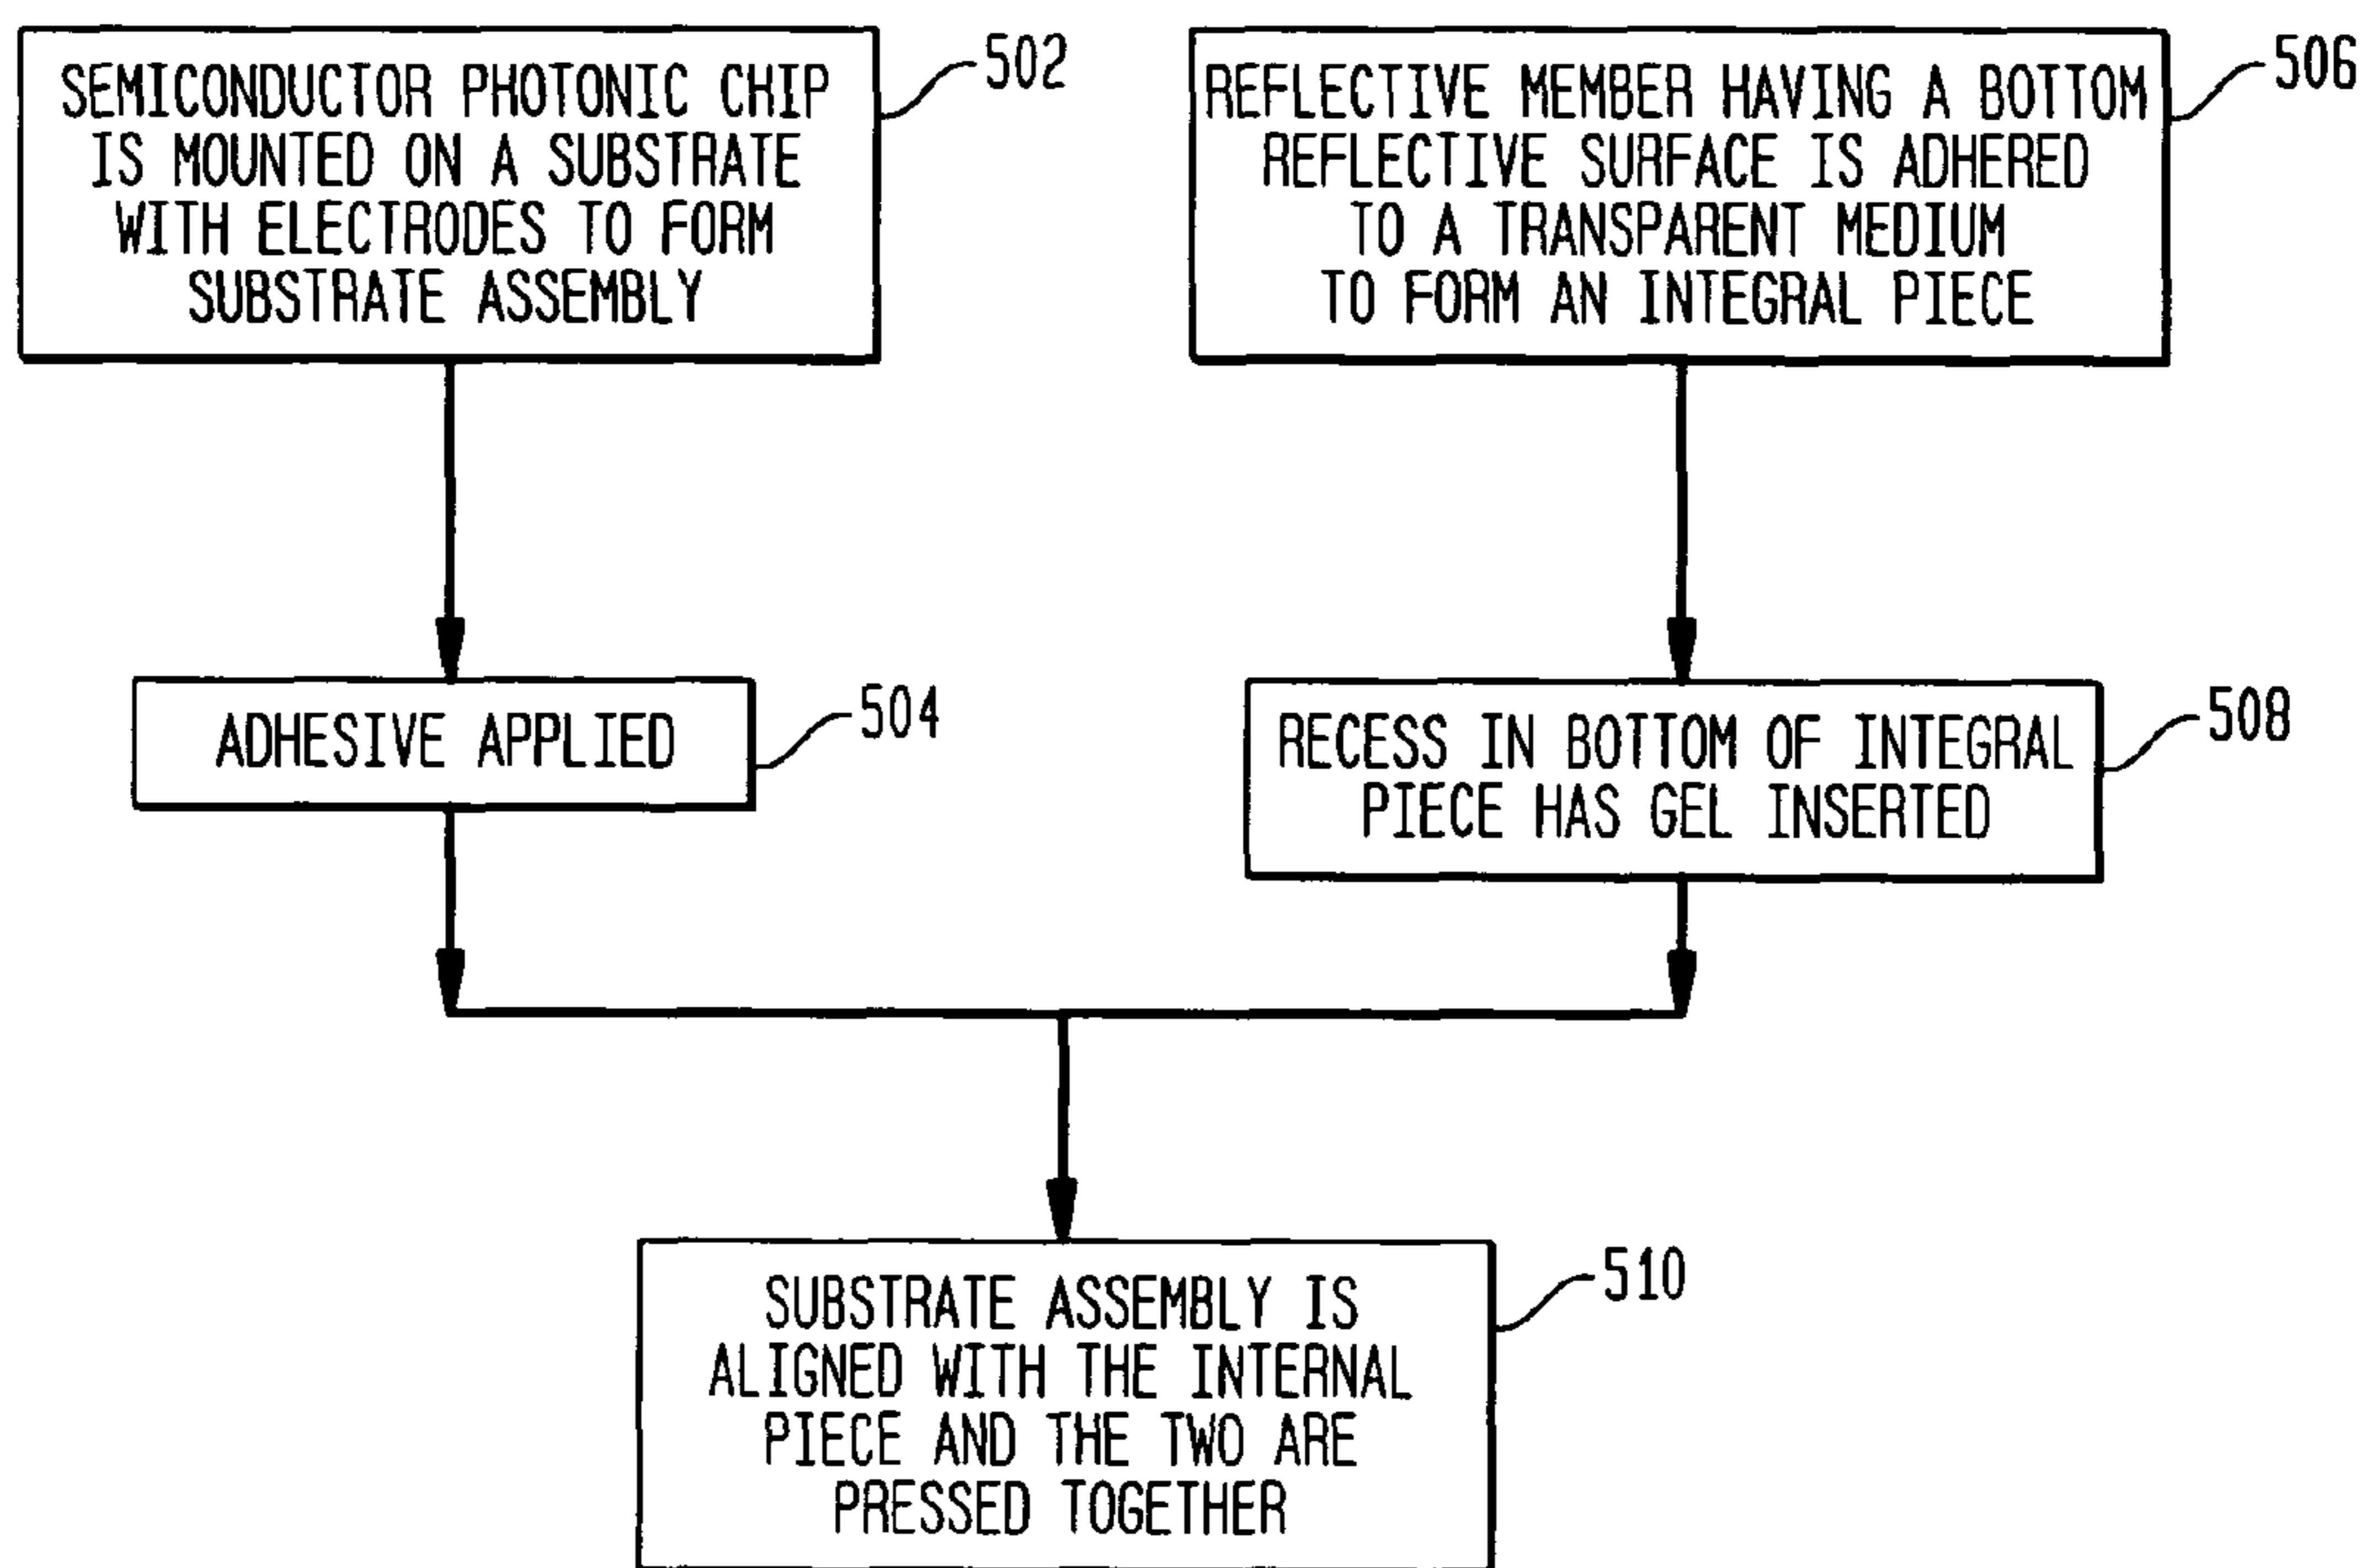 SEMICONDUCTOR PHOTONIC CHIP
IS MOUNTED ON A SUBSTRATE
WITH ELECTRODES TO FORM
SUBSTRATE ASSEMBLY
502
REFLECTIVE MEMBER HAVING A BOTTOM
REFLECTIVE SURFACE IS ADHERED
TO A TRANSPARENT MEDIUM
TO FORM AN INTEGRAL PIECE
506
ADHESIVE APPLIED
504
RECESS IN BOTTOM OF INTEGRAL
PIECE HAS GEL INSERTED
508
SUBSTRATE ASSEMBLY IS
ALIGNED WITH THE INTERNAL
PIECE AND THE TWO ARE
PRESSED TOGETHER
510